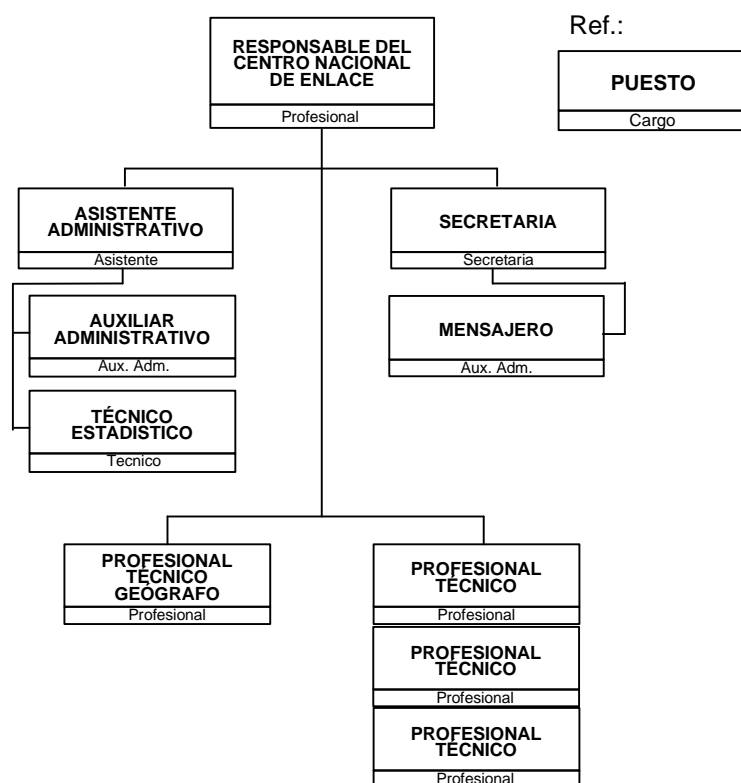 RESPONSABLE DEL
CENTRO NACIONAL
DE ENLACE
Profesional
Ref.:
PUESTO
Cargo
ASISTENTE
ADMINISTRATIVO
Asistente
SECRETARIA
Secretaria
AUXILIAR
ADMINISTRATIVO
Aux. Adm.
MENSAJERO
Aux. Adm.
TÉCNICO
ESTADISTICO
Tecnico
PROFESIONAL
TÉCNICO
GEÓGRAFO
Profesional
PROFESIONAL
TÉCNICO
Profesional
PROFESIONAL
TÉCNICO
Profesional
PROFESIONAL
TÉCNICO
Profesional